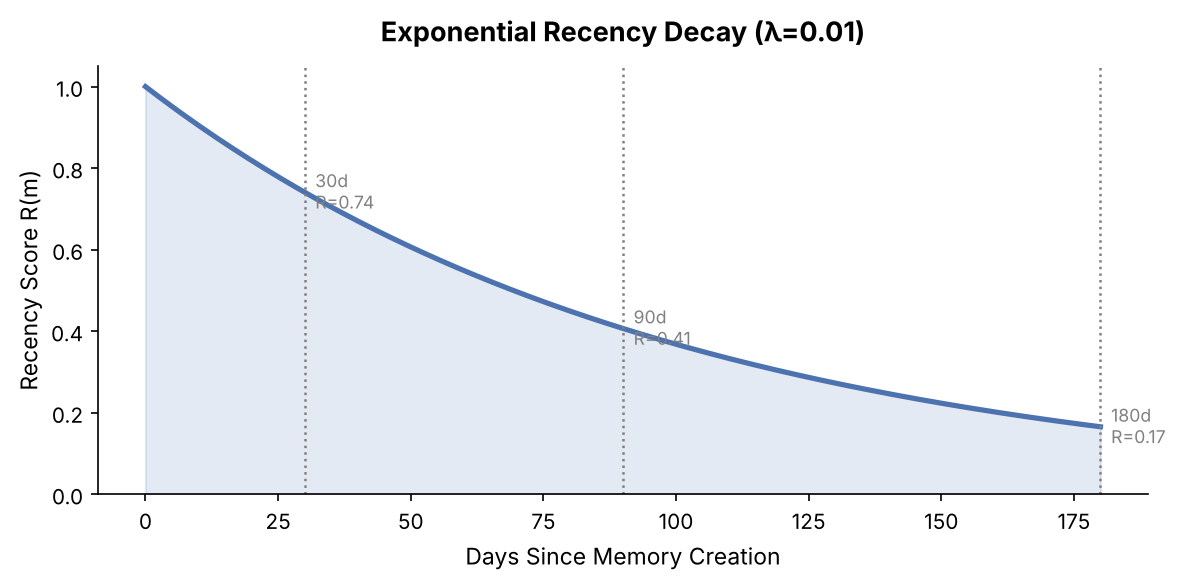 Exponential Recency Decay (λ=0.01)
Recency Score R(m)
1.0
0.8
0.6
0.4
0.2
0.0
30d
R=0.74
90d
R=0.41
180d
R=0.17
0 25 50 75 100 125 150 175
Days Since Memory Creation